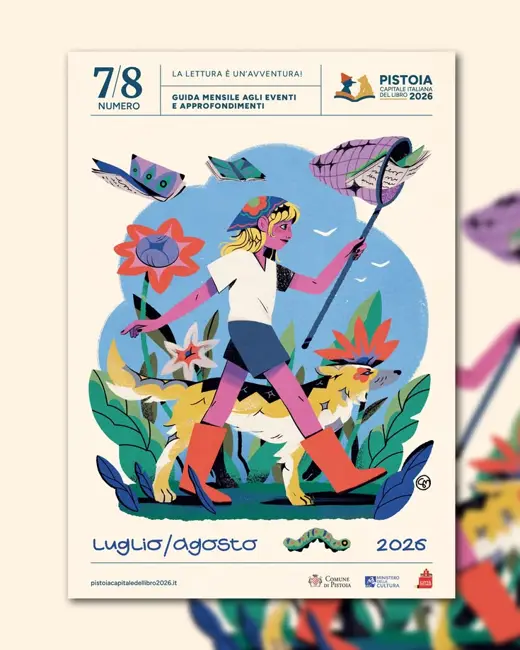 7/8
NUMERO
LA LETTURA È UN'AVVENTURA!
GUIDA MENSILE AGLI EVENTI
E APPROFONDIMENTI
PISTOIA
CAPITALE ITALIANA
DEL LIBRO 2026
Luglio/agosto
2026
pistoiacapitaledellibro2026.it
COMUNE
DI PISTOIA
MINISTERO
DELLA
CULTURA